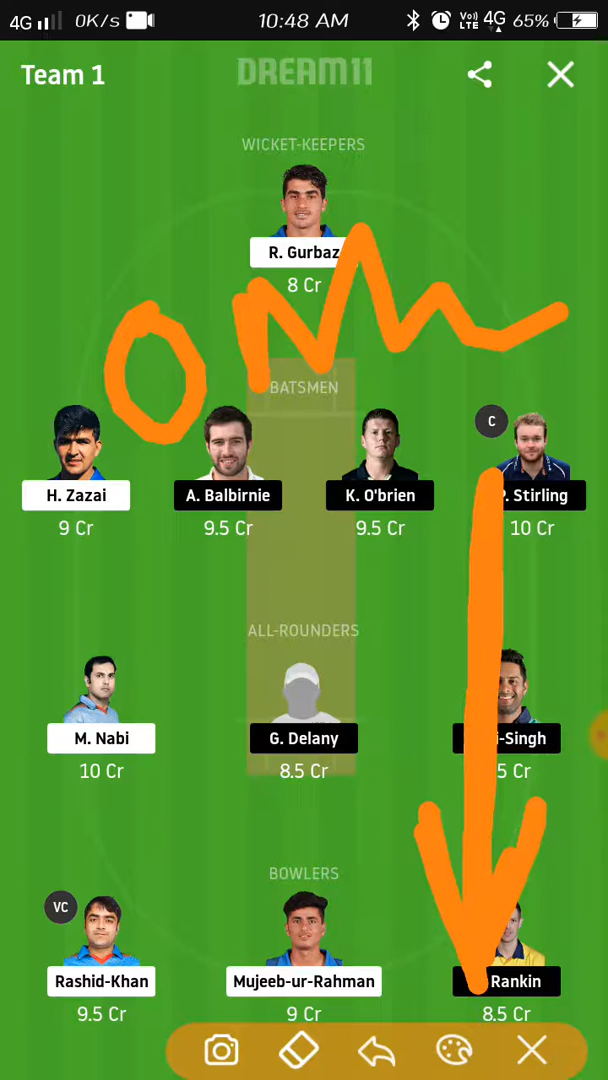 4G 0K/s 10:48 AM VoD LTE 4G 65%
Team 1 DREAM11
WICKET-KEEPERS
R. Gurbaz
8 Cr
BATSMEN
C
H. Zazai A. Balbirnie K. O'brien P. Stirling
9 Cr 9.5 Cr 9.5 Cr 10 Cr
ALL-ROUNDERS
M. Nabi G. Delany i-Singh
10 Cr 8.5 Cr 5 Cr
BOWLERS
VC
Rashid-Khan Mujeeb-ur-Rahman Rankin
9.5 Cr 9 Cr 8.5 Cr